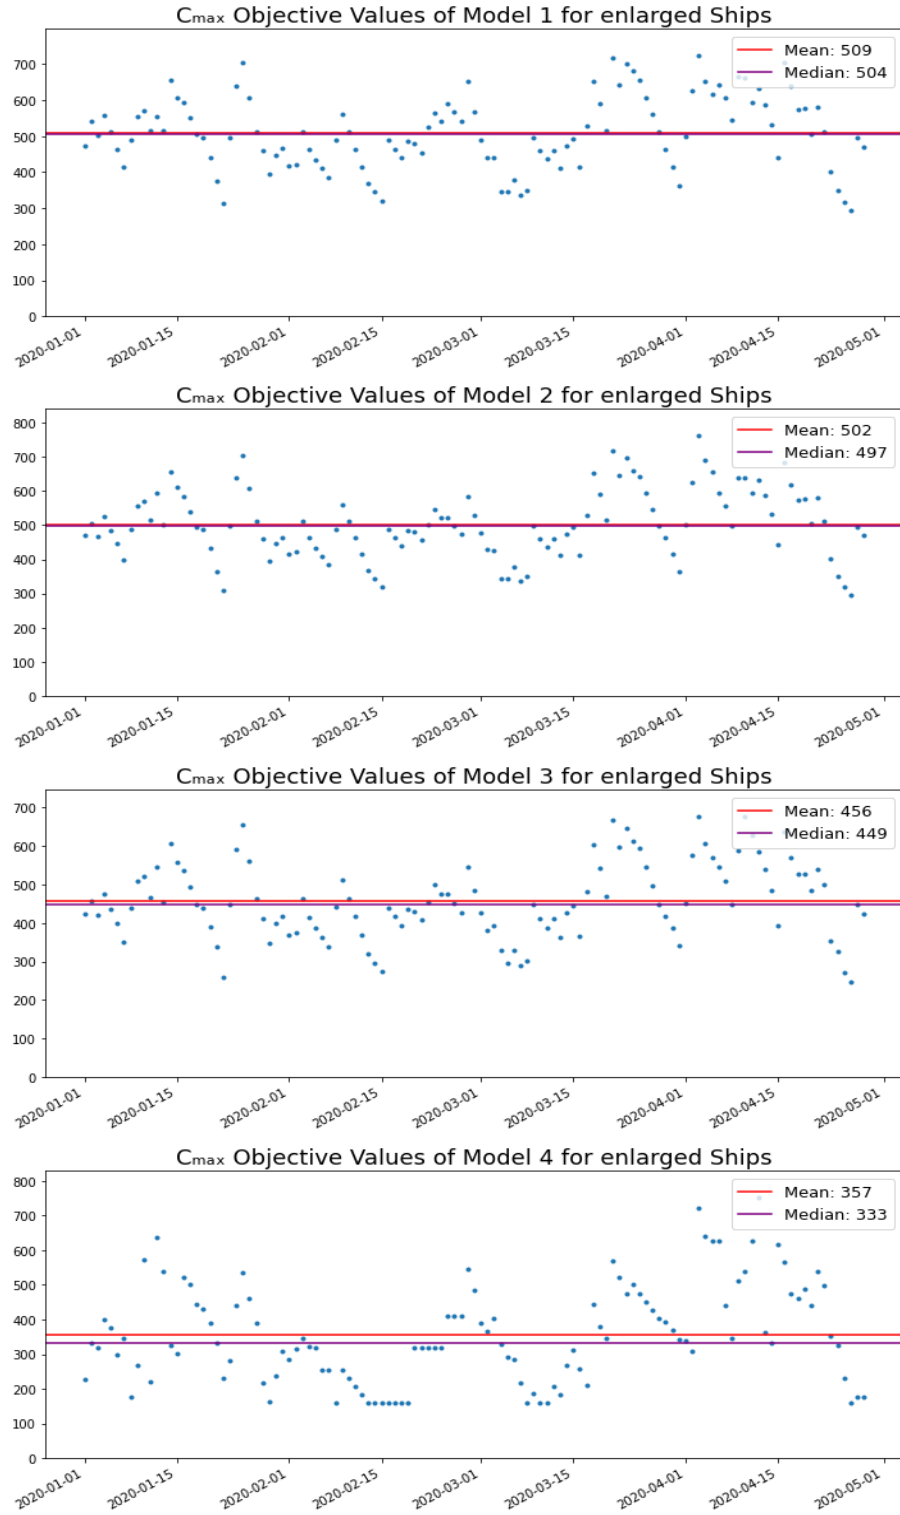 Cₘₐₓ Objective Values of Model 1 for enlarged Ships
Mean: 509
Median: 504
700
600
500
400
300
200
100
0
2020-01-01 2020-01-15 2020-02-01 2020-02-15 2020-03-01 2020-03-15 2020-04-01 2020-04-15 2020-05-01
Cₘₐₓ Objective Values of Model 2 for enlarged Ships
Mean: 502
Median: 497
800
700
600
500
400
300
200
100
0
2020-01-01 2020-01-15 2020-02-01 2020-02-15 2020-03-01 2020-03-15 2020-04-01 2020-04-15 2020-05-01
Cₘₐₓ Objective Values of Model 3 for enlarged Ships
Mean: 456
Median: 449
700
600
500
400
300
200
100
0
2020-01-01 2020-01-15 2020-02-01 2020-02-15 2020-03-01 2020-03-15 2020-04-01 2020-04-15 2020-05-01
Cₘₐₓ Objective Values of Model 4 for enlarged Ships
Mean: 357
Median: 333
800
700
600
500
400
300
200
100
0
2020-01-01 2020-01-15 2020-02-01 2020-02-15 2020-03-01 2020-03-15 2020-04-01 2020-04-15 2020-05-01